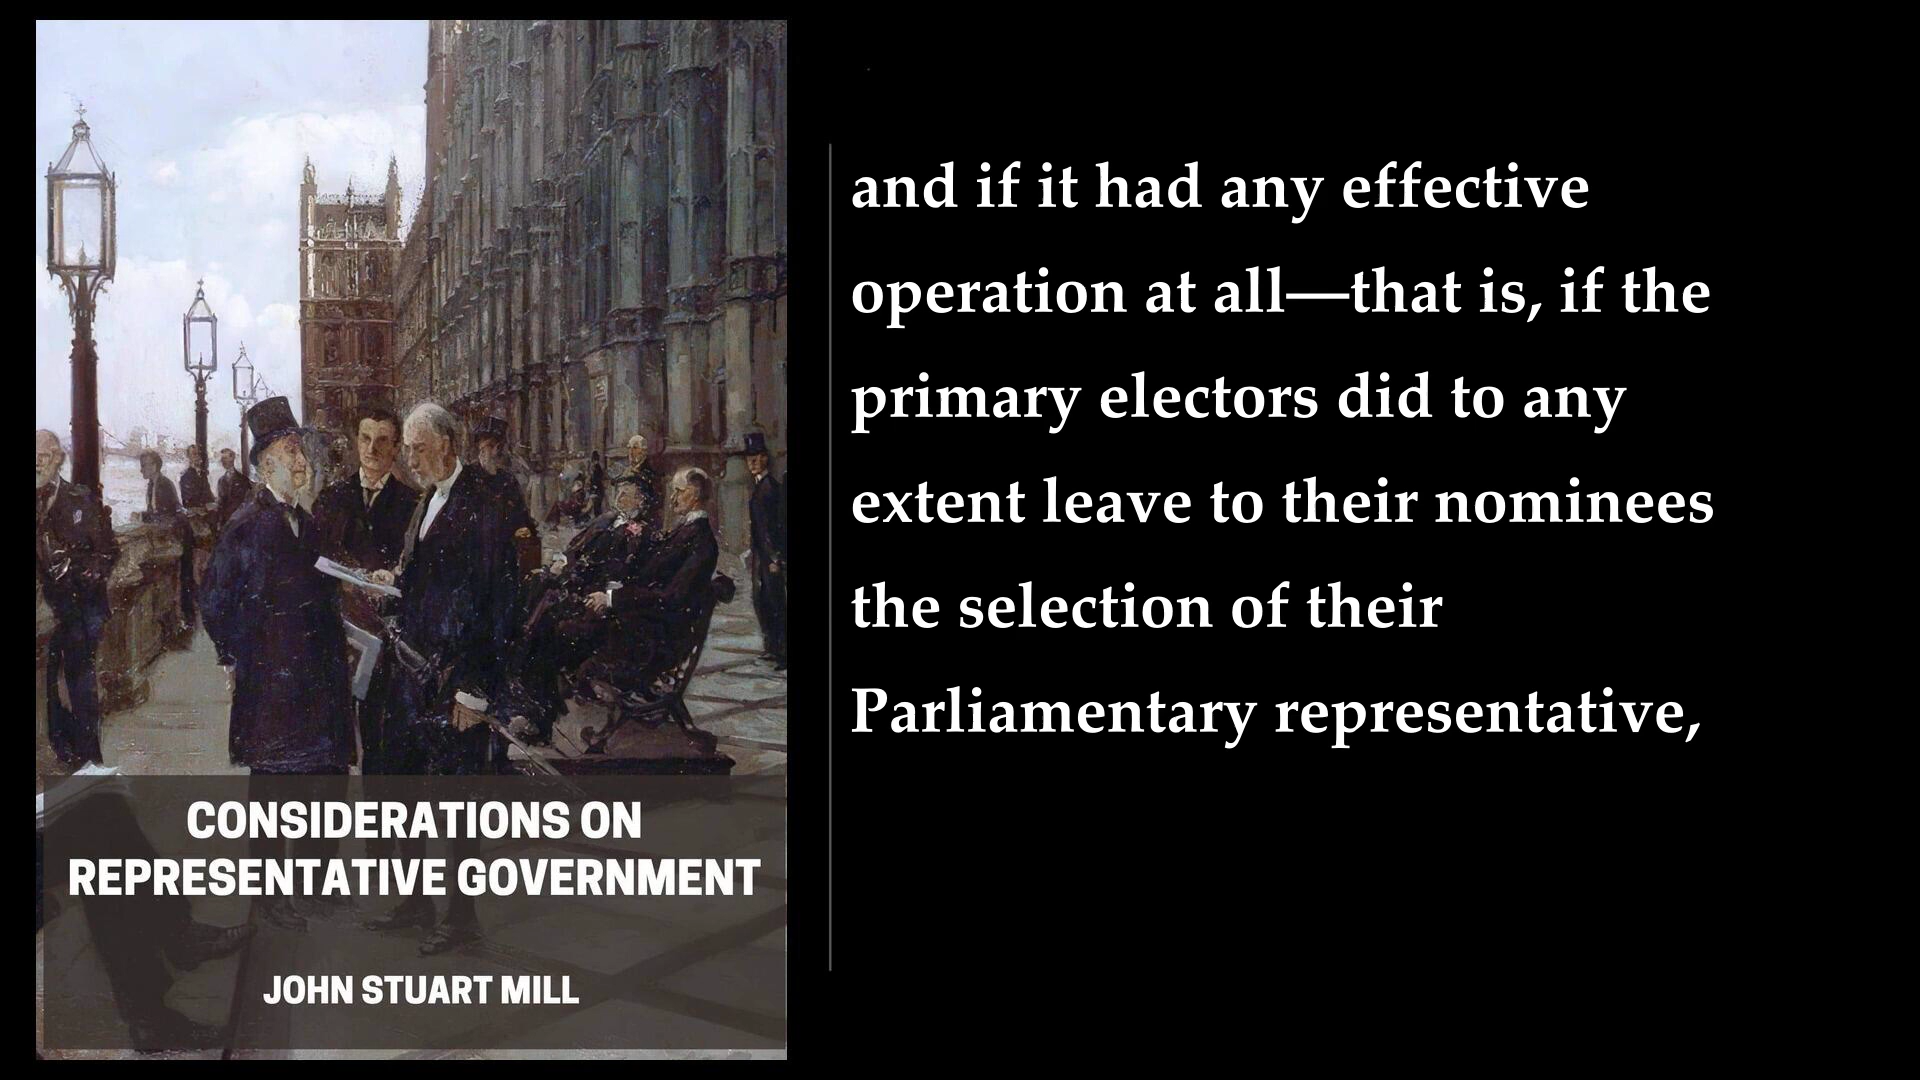 CONSIDERATIONS ON
REPRESENTATIVE GOVERNMENT
JOHN STUART MILL
and if it had any effective
operation at all—that is, if the
primary electors did to any
extent leave to their nominees
the selection of their
Parliamentary representative,